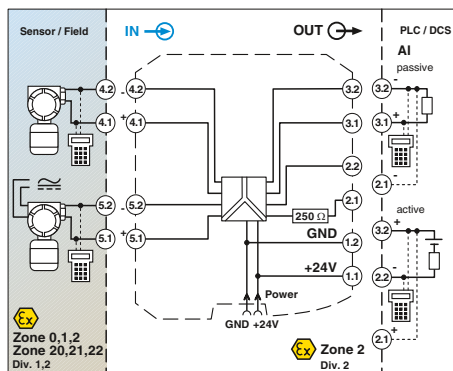 Sensor / Field
IN
OUT
PLC / DCS
AI
passive
4.2
-
4.2
3.2
3.2
-
4.1
+
4.1
3.1
3.1
+
2.2
2.1
2.1
-
5.2
-
5.2
250 Ω
active
5.1
+
5.1
GND
1.2
3.2
+
+24V
1.1
2.2
-
Power
GND +24V
2.1
+
Ex
Zone 0,1,2
Zone 20,21,22
Div. 1,2
Ex
Zone 2
Div. 2